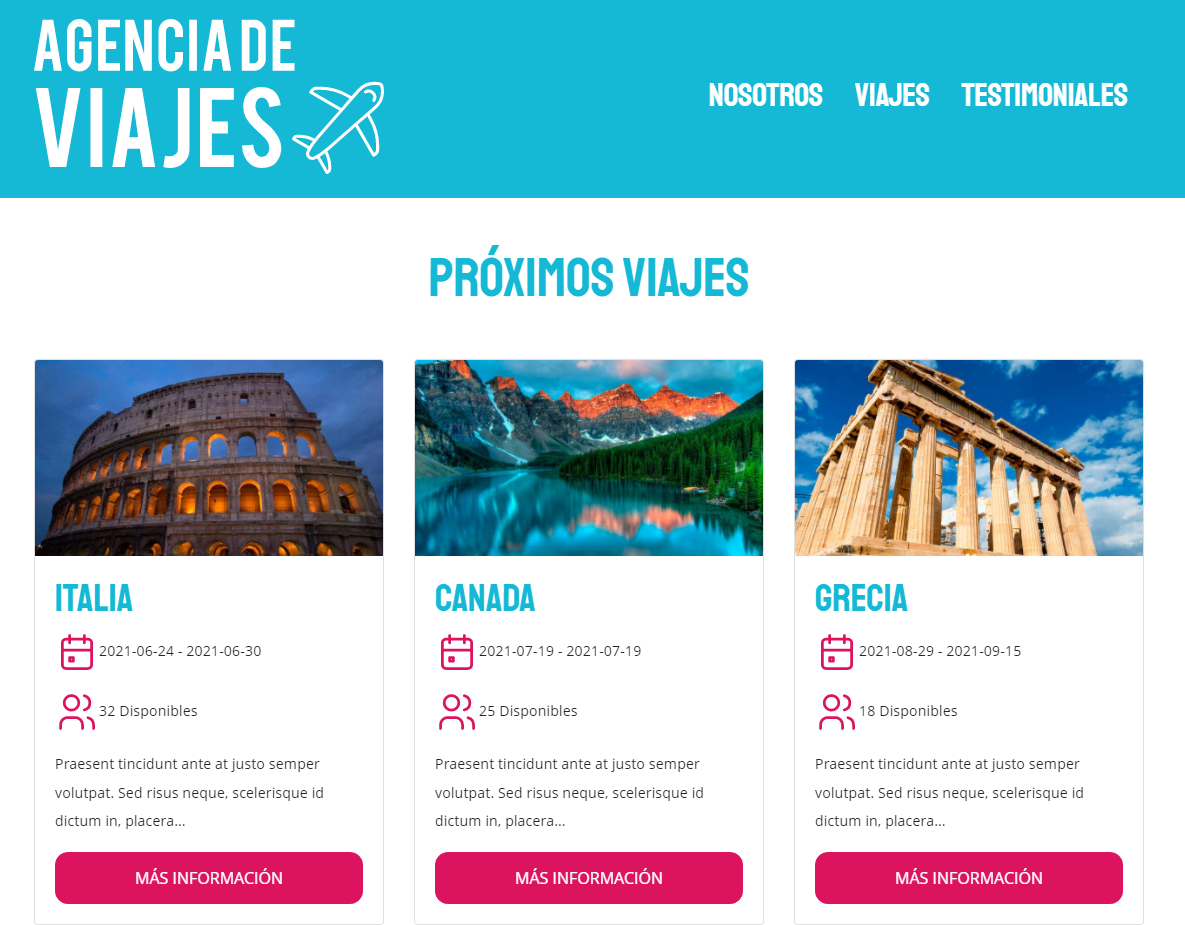 AGENCIA DE
VIAJES
NOSOTROS VIAJES TESTIMONIALES
PRÓXIMOS VIAJES
ITALIA
2021-06-24 - 2021-06-30
32 Disponibles
Praesent tincidunt ante at justo semper
volutpat. Sed risus neque, scelerisque id
dictum in, placera...
MÁS INFORMACIÓN
CANADA
2021-07-19 - 2021-07-19
25 Disponibles
Praesent tincidunt ante at justo semper
volutpat. Sed risus neque, scelerisque id
dictum in, placera...
MÁS INFORMACIÓN
GRECIA
2021-08-29 - 2021-09-15
18 Disponibles
Praesent tincidunt ante at justo semper
volutpat. Sed risus neque, scelerisque id
dictum in, placera...
MÁS INFORMACIÓN